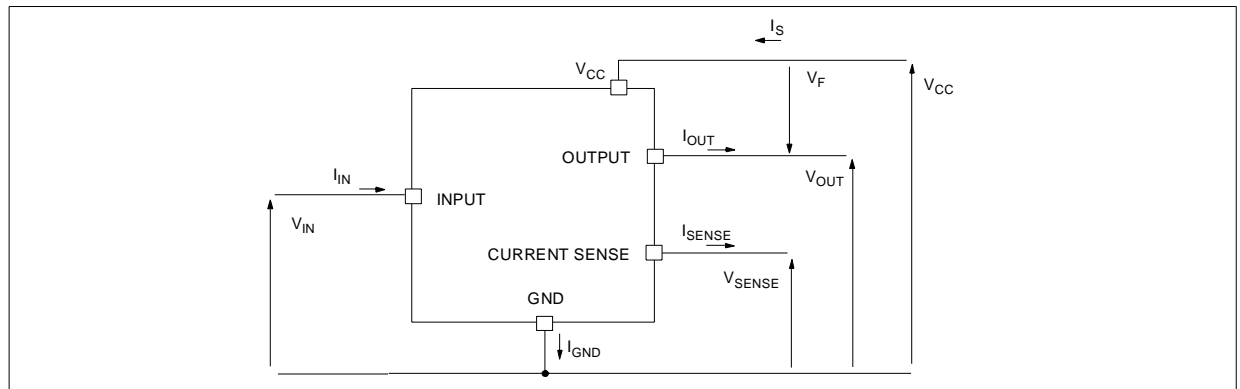 I_S
V_CC
V_F
V_CC
I_OUT
OUTPUT
V_OUT
I_IN
INPUT
V_IN
I_SENSE
CURRENT SENSE
V_SENSE
GND
I_GND